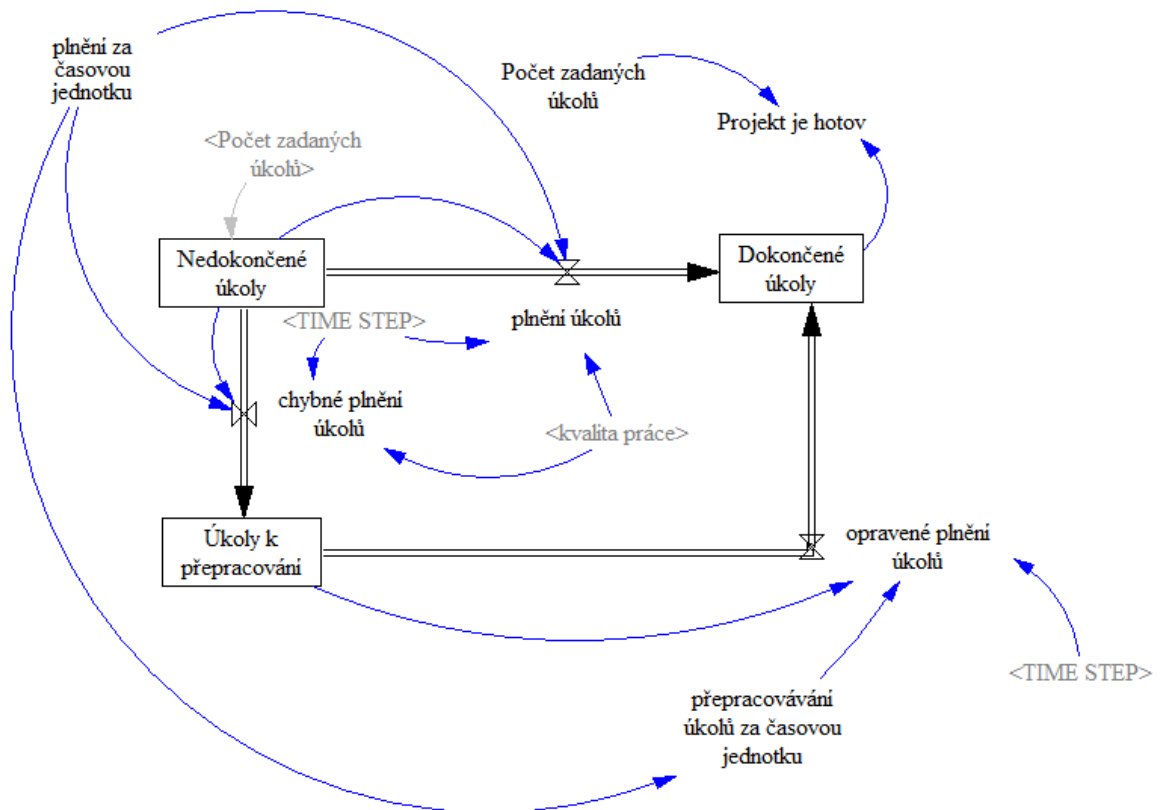 plnění za
časovou
jednotku
Počet zadaných
úkolů
Projekt je hotov
<Počet zadaných
úkolů>
Nedokončené
úkoly
Dokončené
úkoly
<TIME STEP>
plnění úkolů
chybné plnění
úkolů
<kvalita práce>
Úkoly k
přepracování
opravené plnění
úkolů
<TIME STEP>
přepracovávání
úkolů za časovou
jednotku